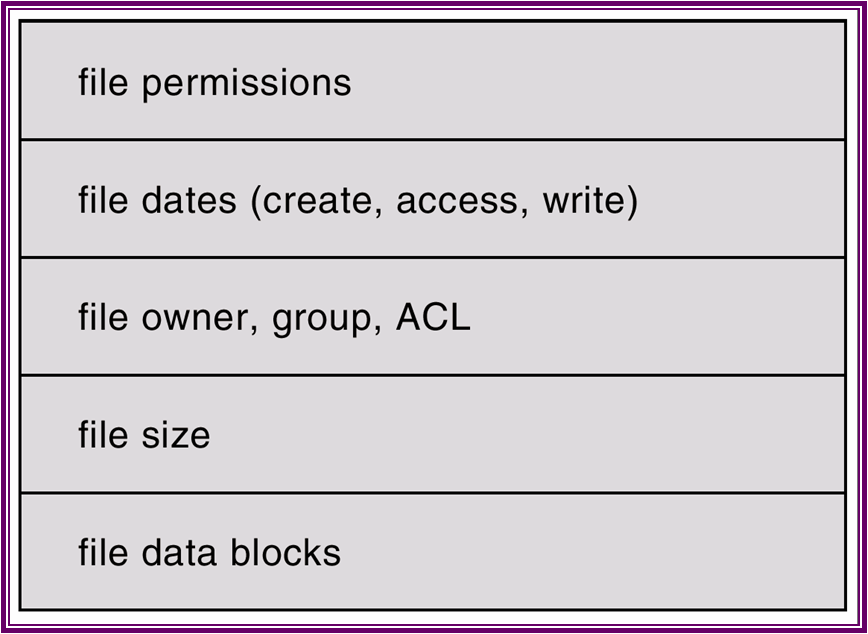 file permissions
file dates (create, access, write)
file owner, group, ACL
file size
file data blocks